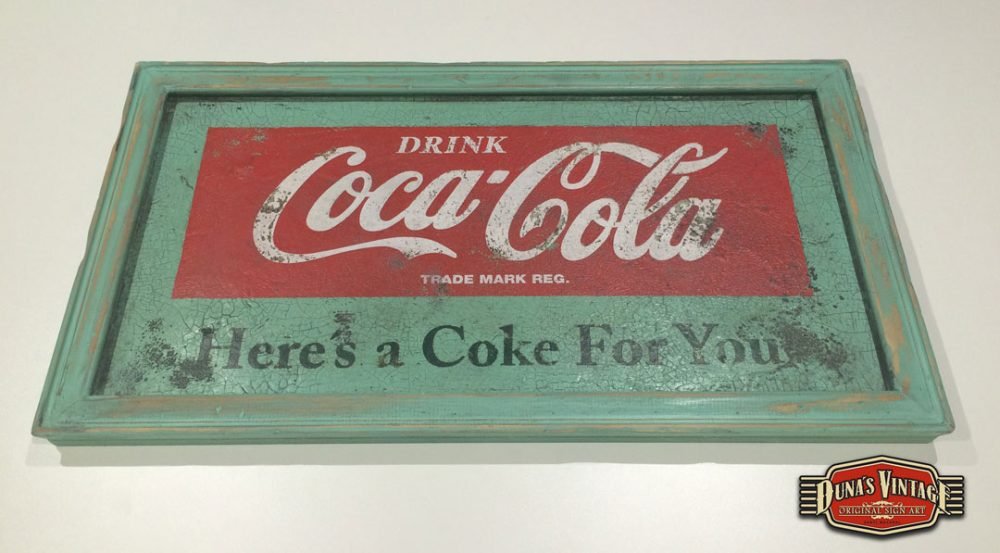 DRINK
Coca-Cola
TRADE MARK REG.
Here's a Coke For You
DUNA'S VINTAGE
ORIGINAL SIGN ART